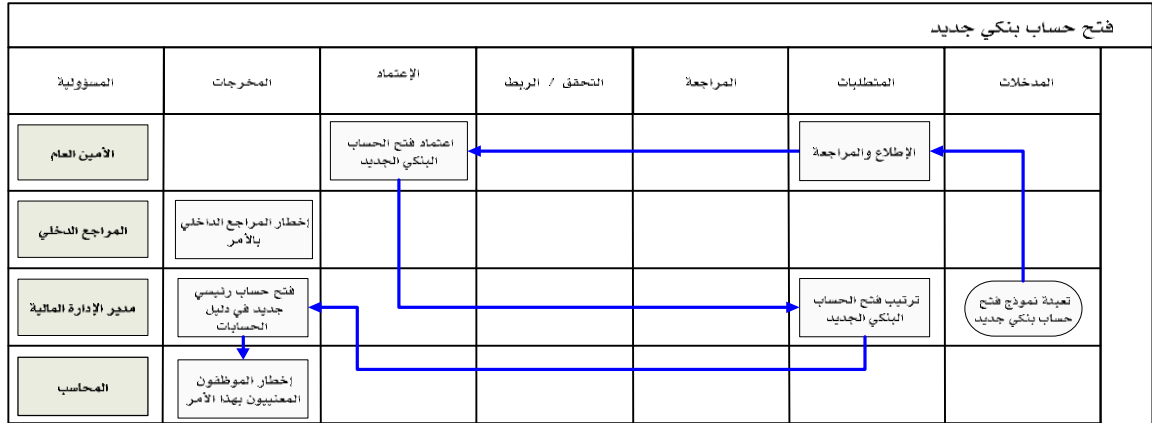 فتح حساب بنكي جديد
المدخلات
المتطلبات
المراجعة
التحقق / الربط
الإعتماد
المخرجات
المسؤولية
الإطلاع والمراجعة
اعتماد فتح الحساب
البنكي الجديد
الأمين العام
إخطار المراجع الداخلي
بالأمر
المراجع الدخلي
تعبئة نموذج فتح
حساب بنكي جديد
ترتيب فتح الحساب
البنكي الجديد
فتح حساب رئيسي
جديد في دليل
الحسابات
مدير الإدارة المالية
إخطار الموظفون
المعنييون بهذا الأمر
المحاسب